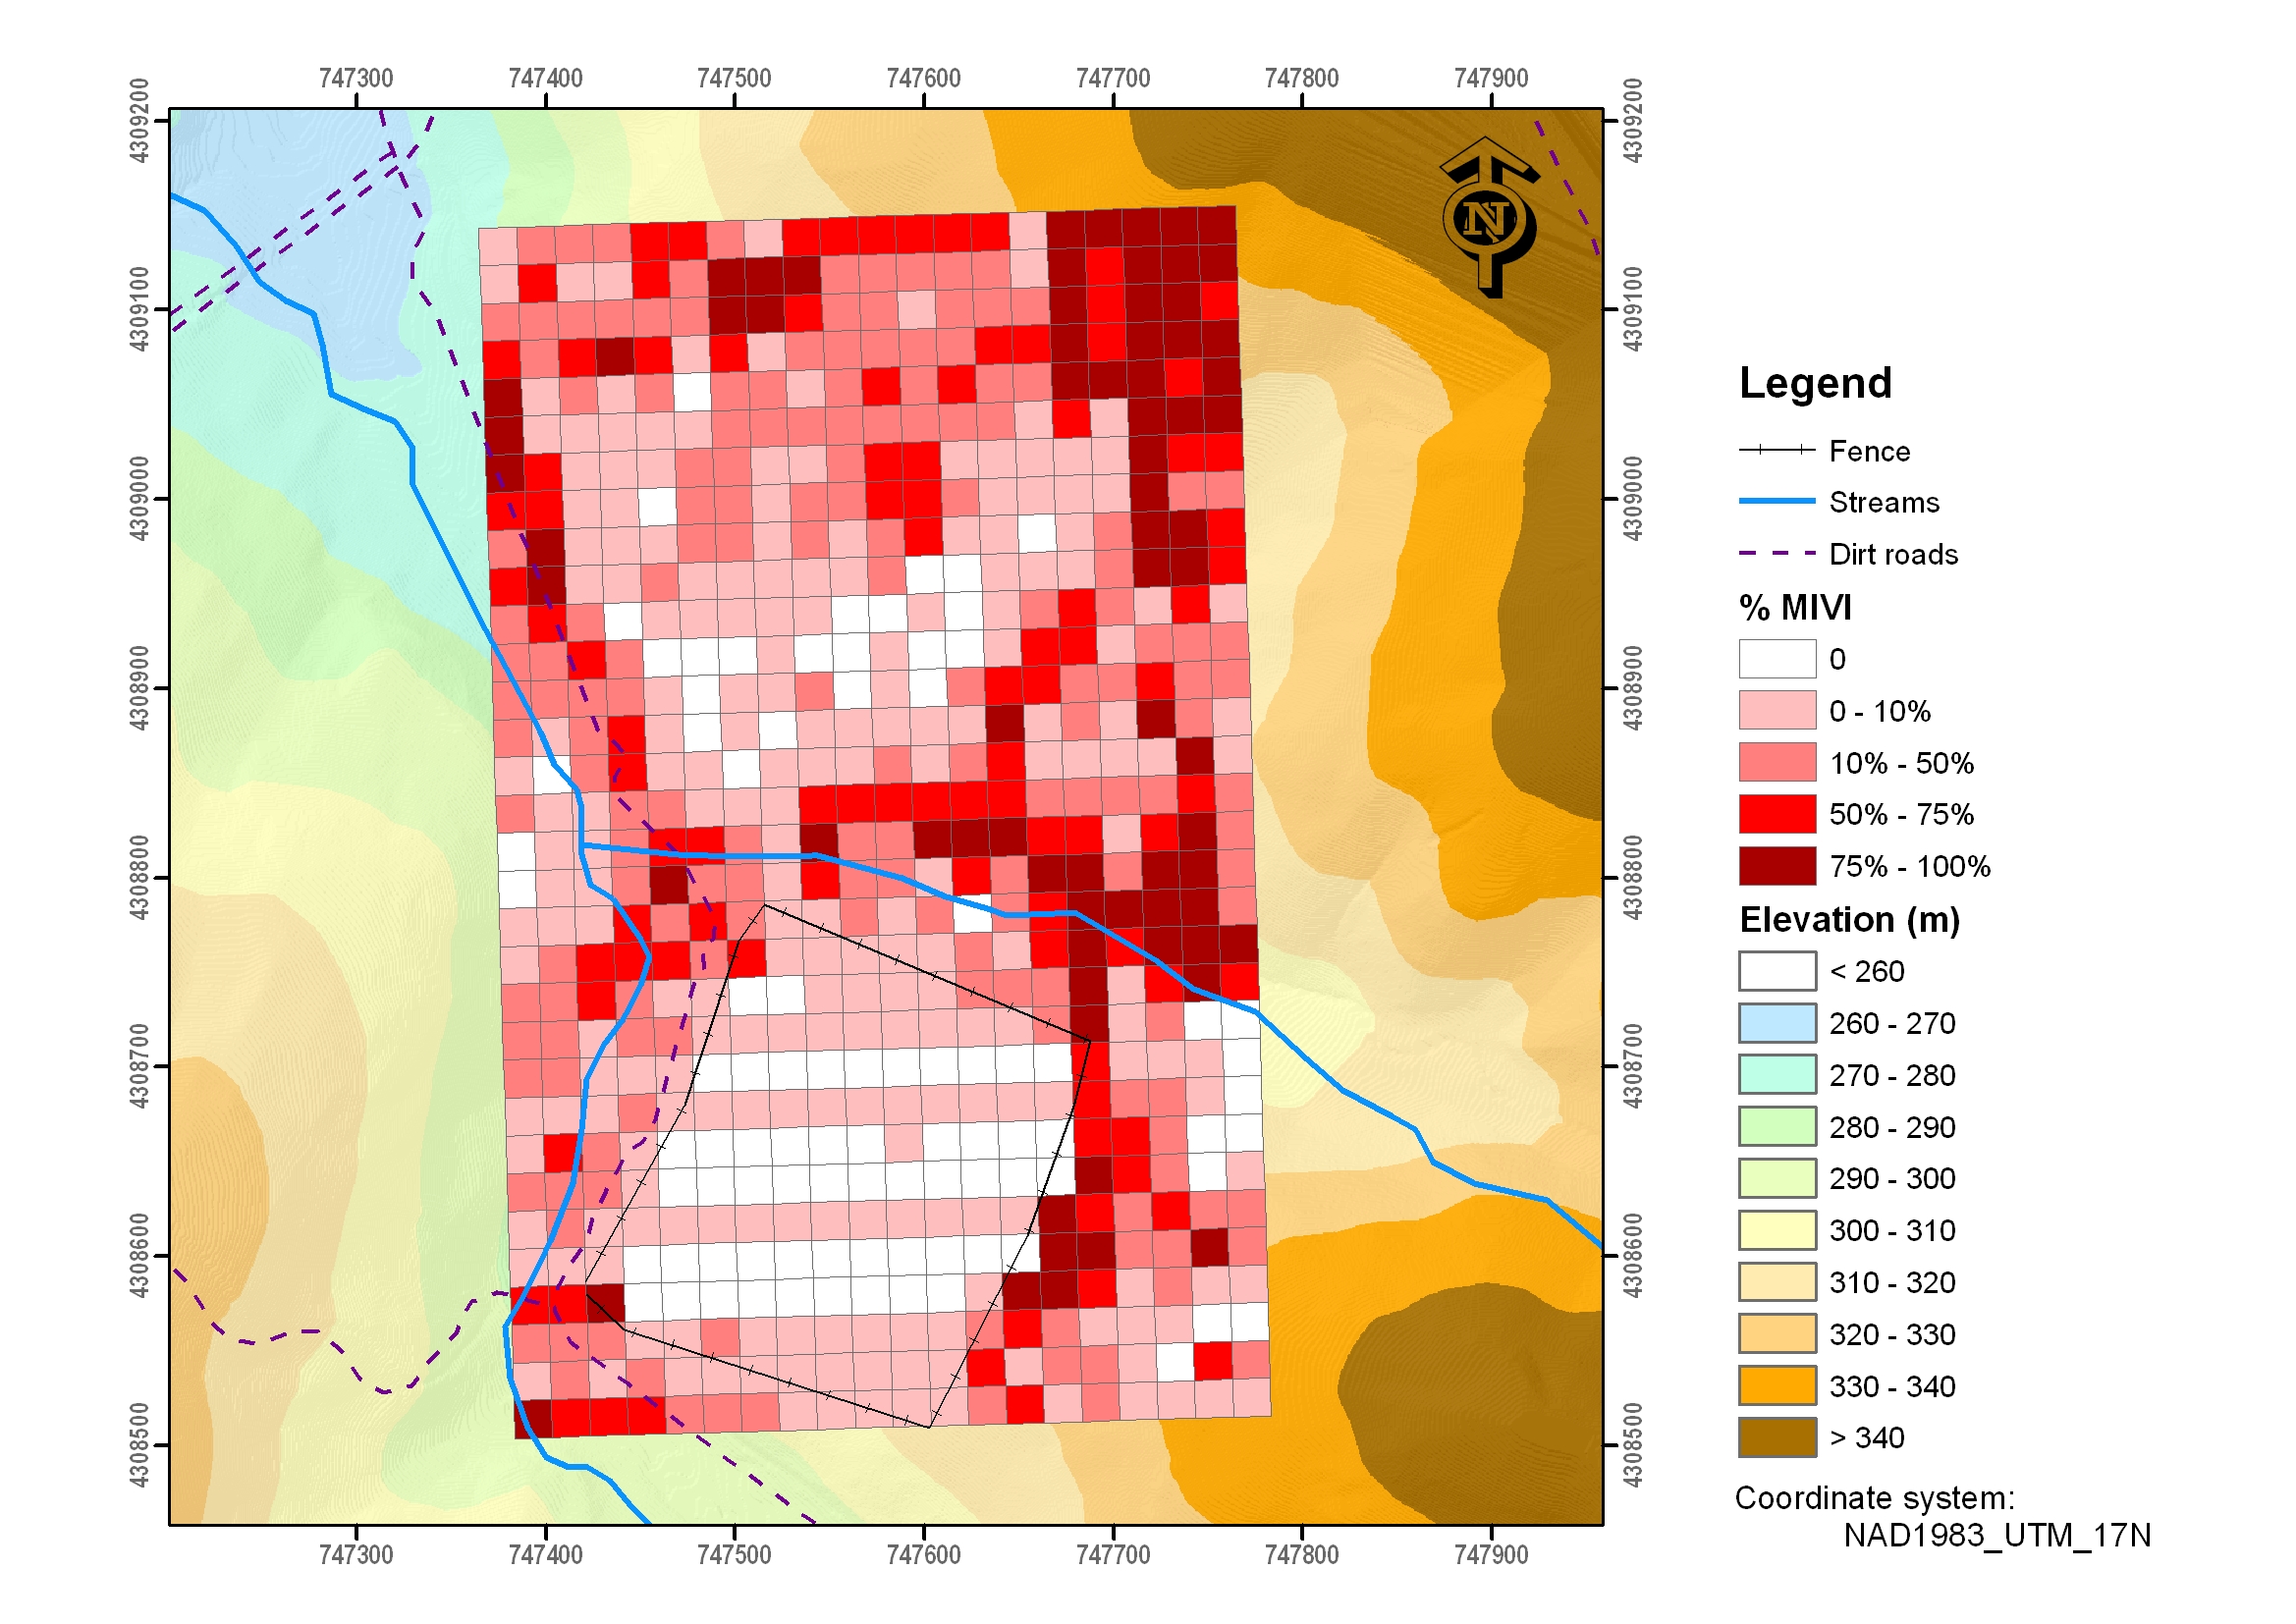 747300 747400 747500 747600 747700 747800 747900
4309200 4309200
4309100 4309100
4309000 4309000
4308900 4308900
4308800 4308800
4308700 4308700
4308600 4308600
4308500 4308500
747300 747400 747500 747600 747700 747800 747900
N
Legend
Fence
Streams
Dirt roads
% MIVI
0
0 - 10%
10% - 50%
50% - 75%
75% - 100%
Elevation (m)
< 260
260 - 270
270 - 280
280 - 290
290 - 300
300 - 310
310 - 320
320 - 330
330 - 340
> 340
Coordinate system:
NAD1983_UTM_17N